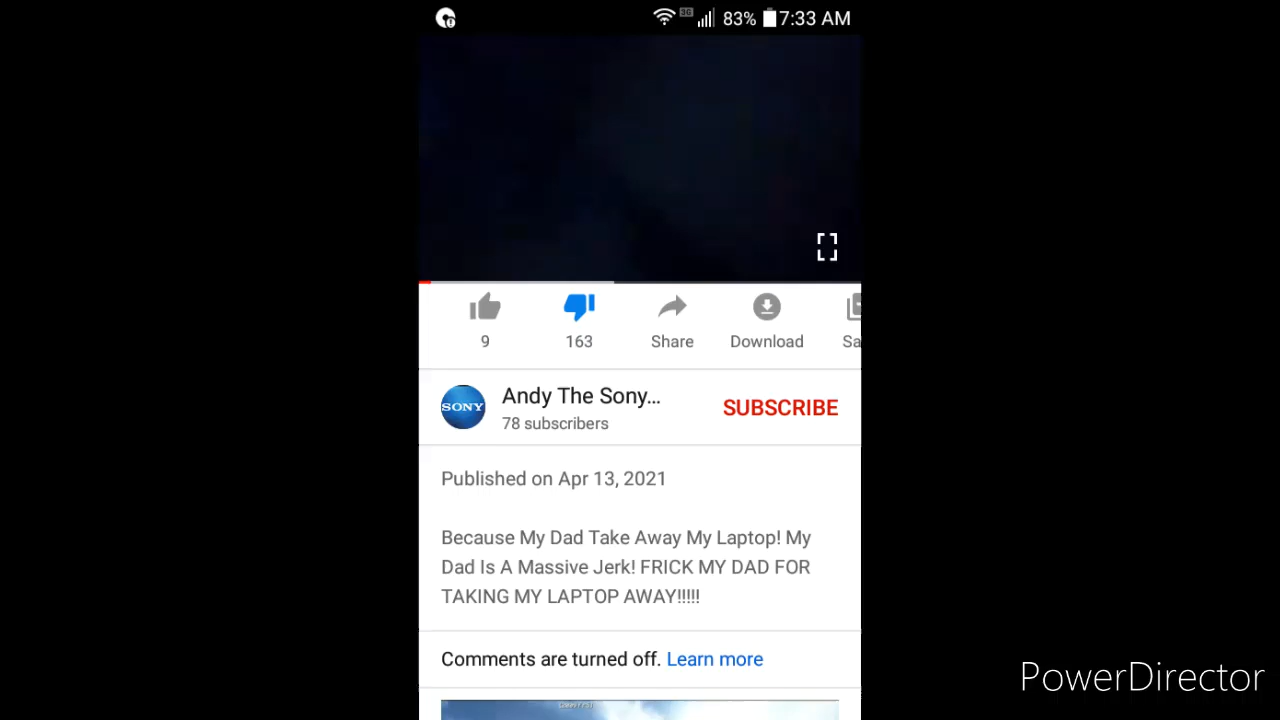 3G 83% 7:33 AM
9 163 Share Download Sa
Andy The Sony...
SONY
78 subscribers
SUBSCRIBE
Published on Apr 13, 2021
Because My Dad Take Away My Laptop! My
Dad Is A Massive Jerk! FRICK MY DAD FOR
TAKING MY LAPTOP AWAY!!!!!
Comments are turned off. Learn more
PowerDirector